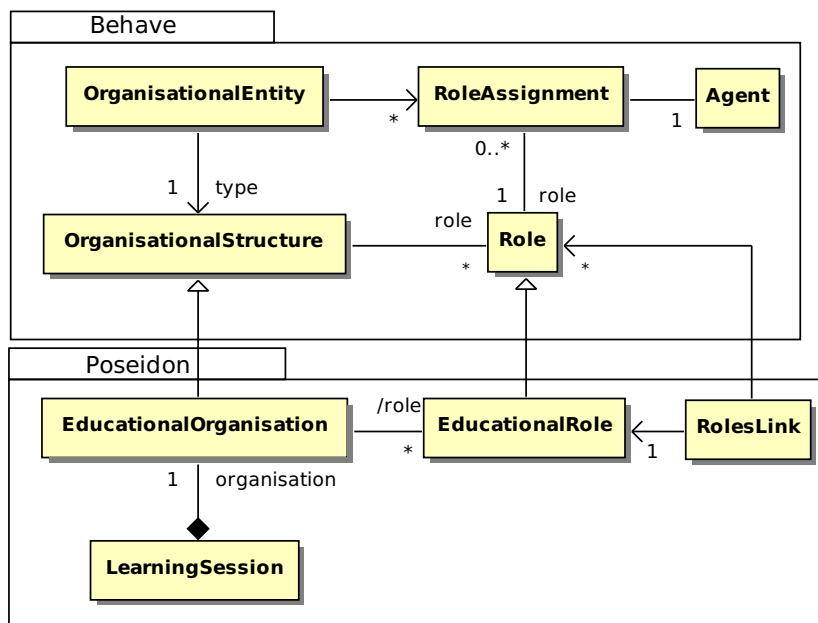 Behave
OrganisationalEntity
RoleAssignment
Agent
*
1
0..*
1 type
1 role
role
OrganisationalStructure
Role
*
*
Poseidon
/role
EducationalOrganisation
EducationalRole
RolesLink
*
1
1 organisation
LearningSession